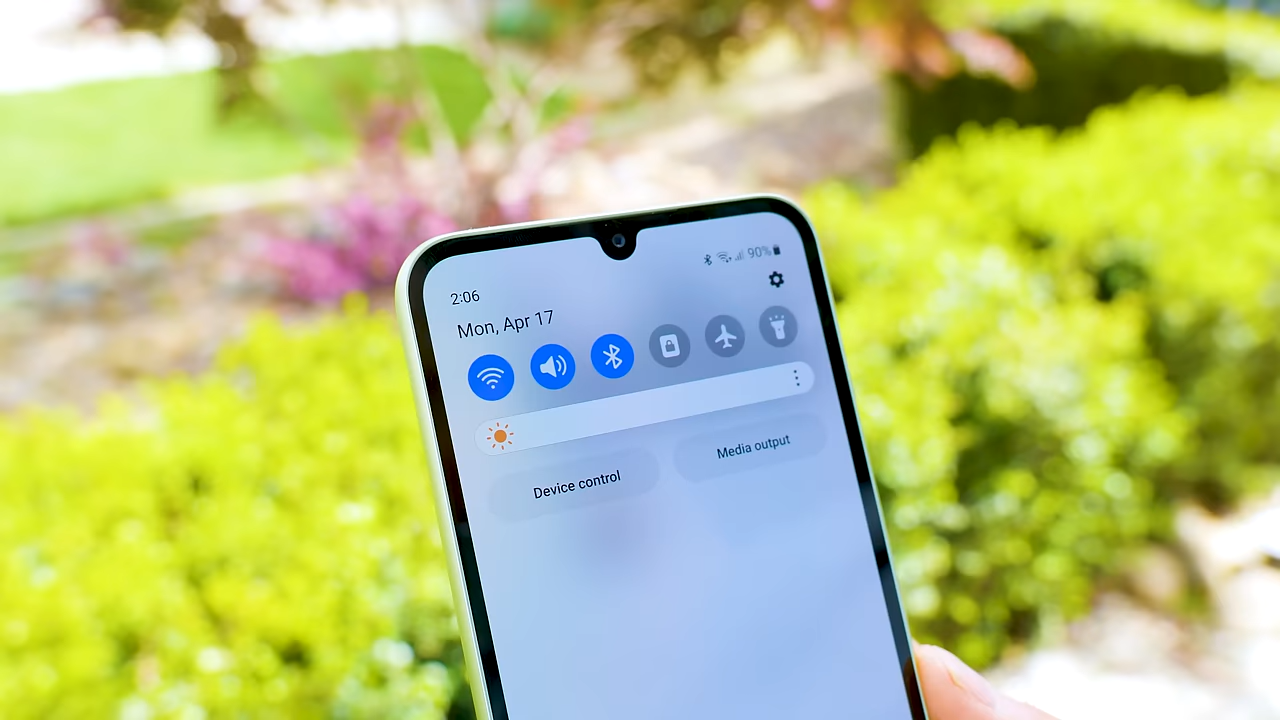 90%
2:06
Mon, Apr 17
Device control
Media output